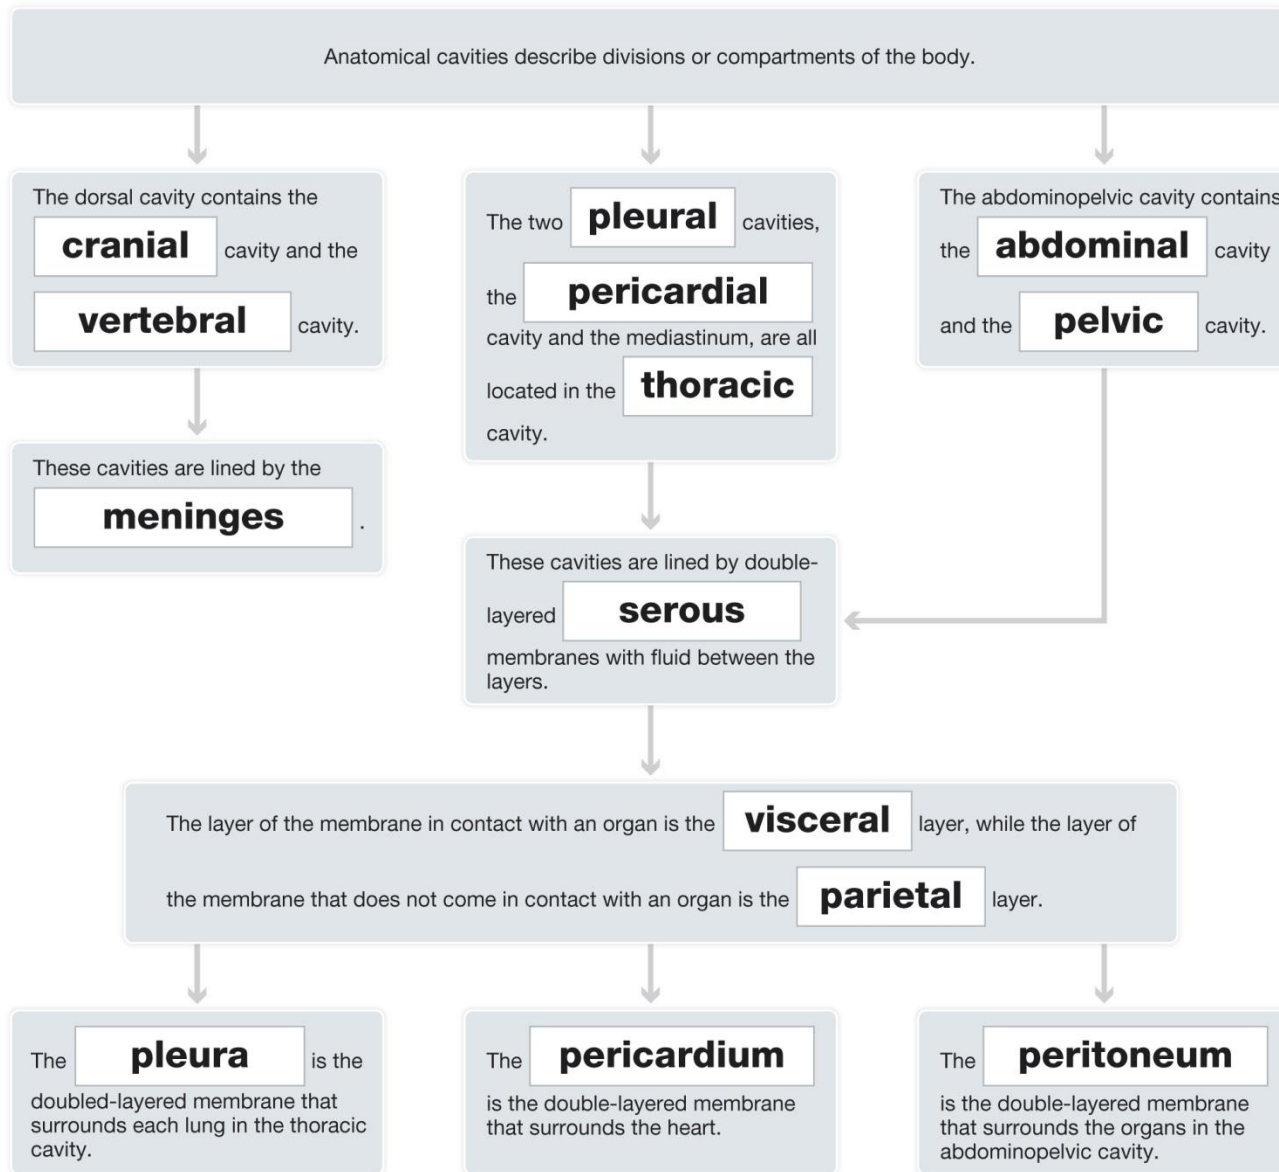 Anatomical cavities describe divisions or compartments of the body.
The dorsal cavity contains the
cranial cavity and the
vertebral cavity.
The two pleural cavities,
the pericardial
cavity and the mediastinum, are all
located in the thoracic
cavity.
The abdominopelvic cavity contains
the abdominal cavity
and the pelvic cavity.
These cavities are lined by the
meninges .
These cavities are lined by double-
layered serous
membranes with fluid between the
layers.
The layer of the membrane in contact with an organ is the visceral layer, while the layer of
the membrane that does not come in contact with an organ is the parietal layer.
The pleura is the
doubled-layered membrane that
surrounds each lung in the thoracic
cavity.
The pericardium
is the double-layered membrane
that surrounds the heart.
The peritoneum
is the double-layered membrane
that surrounds the organs in the
abdominopelvic cavity.